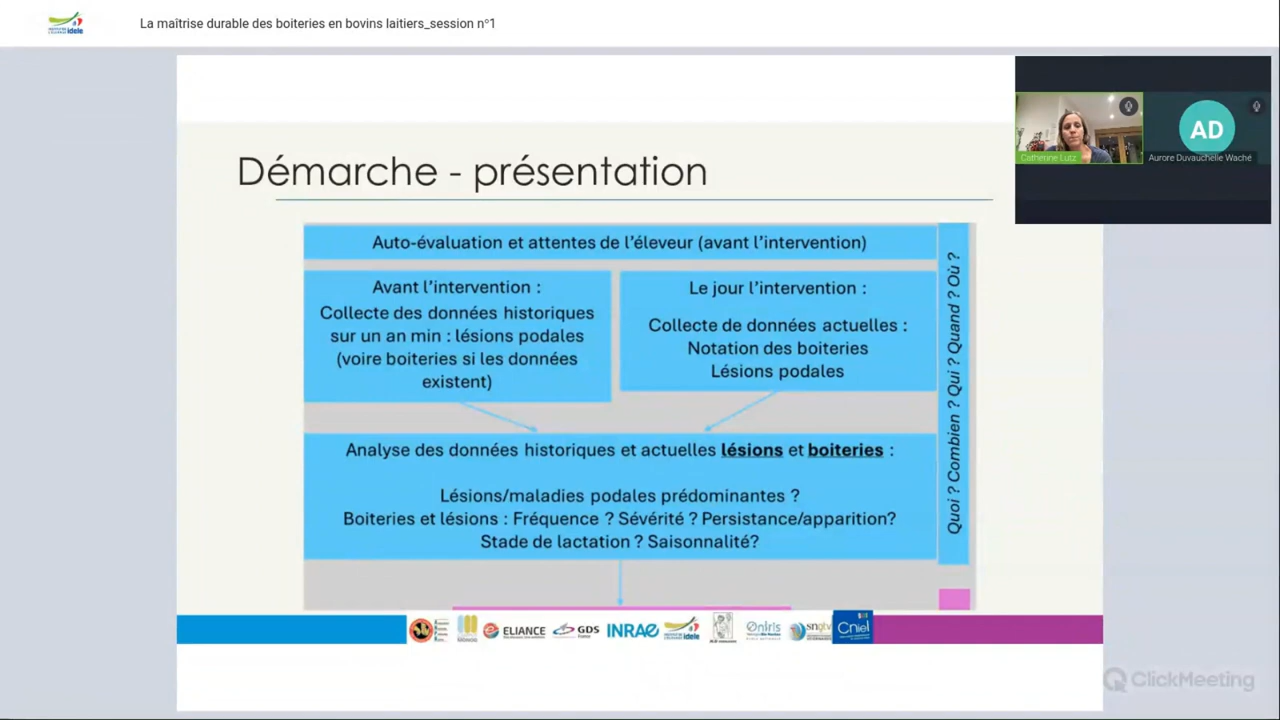 idele
La maîtrise durable des boiteries en bovins laitiers_session n°1
AD
Catherine Lutz
Aurore Duvauchelle Waché
Démarche - présentation
Auto-évaluation et attentes de l'éleveur (avant l'intervention)
Avant l'intervention :
Collecte des données historiques
sur un an min : lésions podales
(voire boiteries si les données
existent)
Le jour l'intervention :
Collecte de données actuelles :
Notation des boiteries
Lésions podales
Analyse des données historiques et actuelles lésions et boiteries :
Lésions/maladies podales prédominantes ?
Boiteries et lésions : Fréquence ? Sévérité ? Persistance/apparition?
Stade de lactation ? Saisonnalité?
Quoi ? Combien ? Qui ? Quand ? Où ?
ELIANCE
GDS
France
INRAE
idele
Oniris
sngtv
Cniel
ClickMeeting